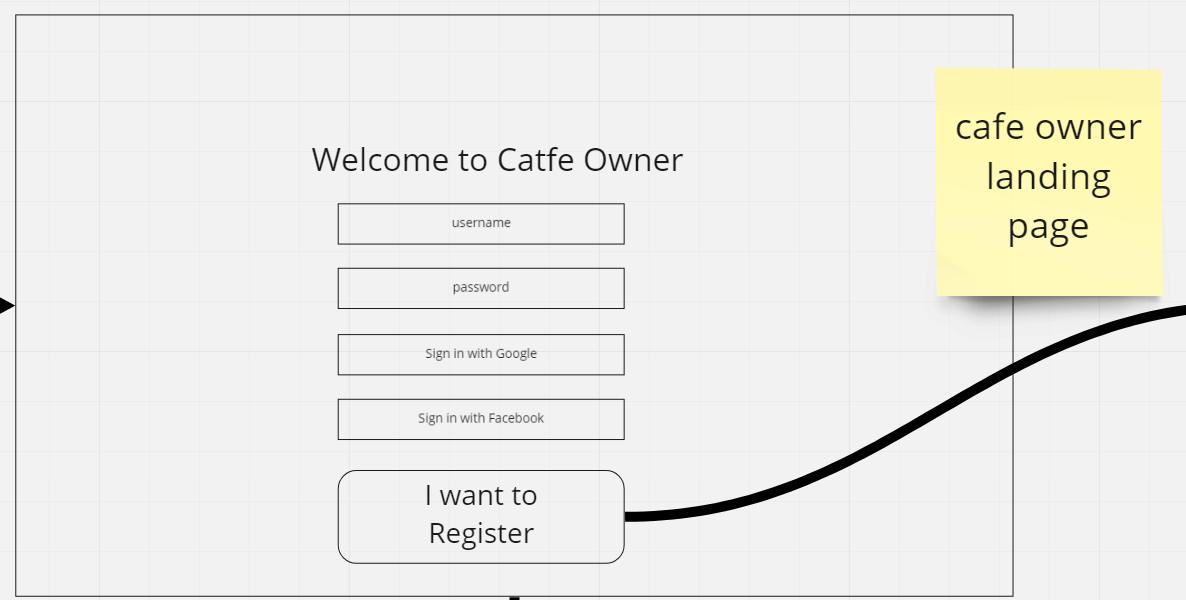 Welcome to Catfe Owner
username
password
Sign in with Google
Sign in with Facebook
I want to
Register
cafe owner
landing
page